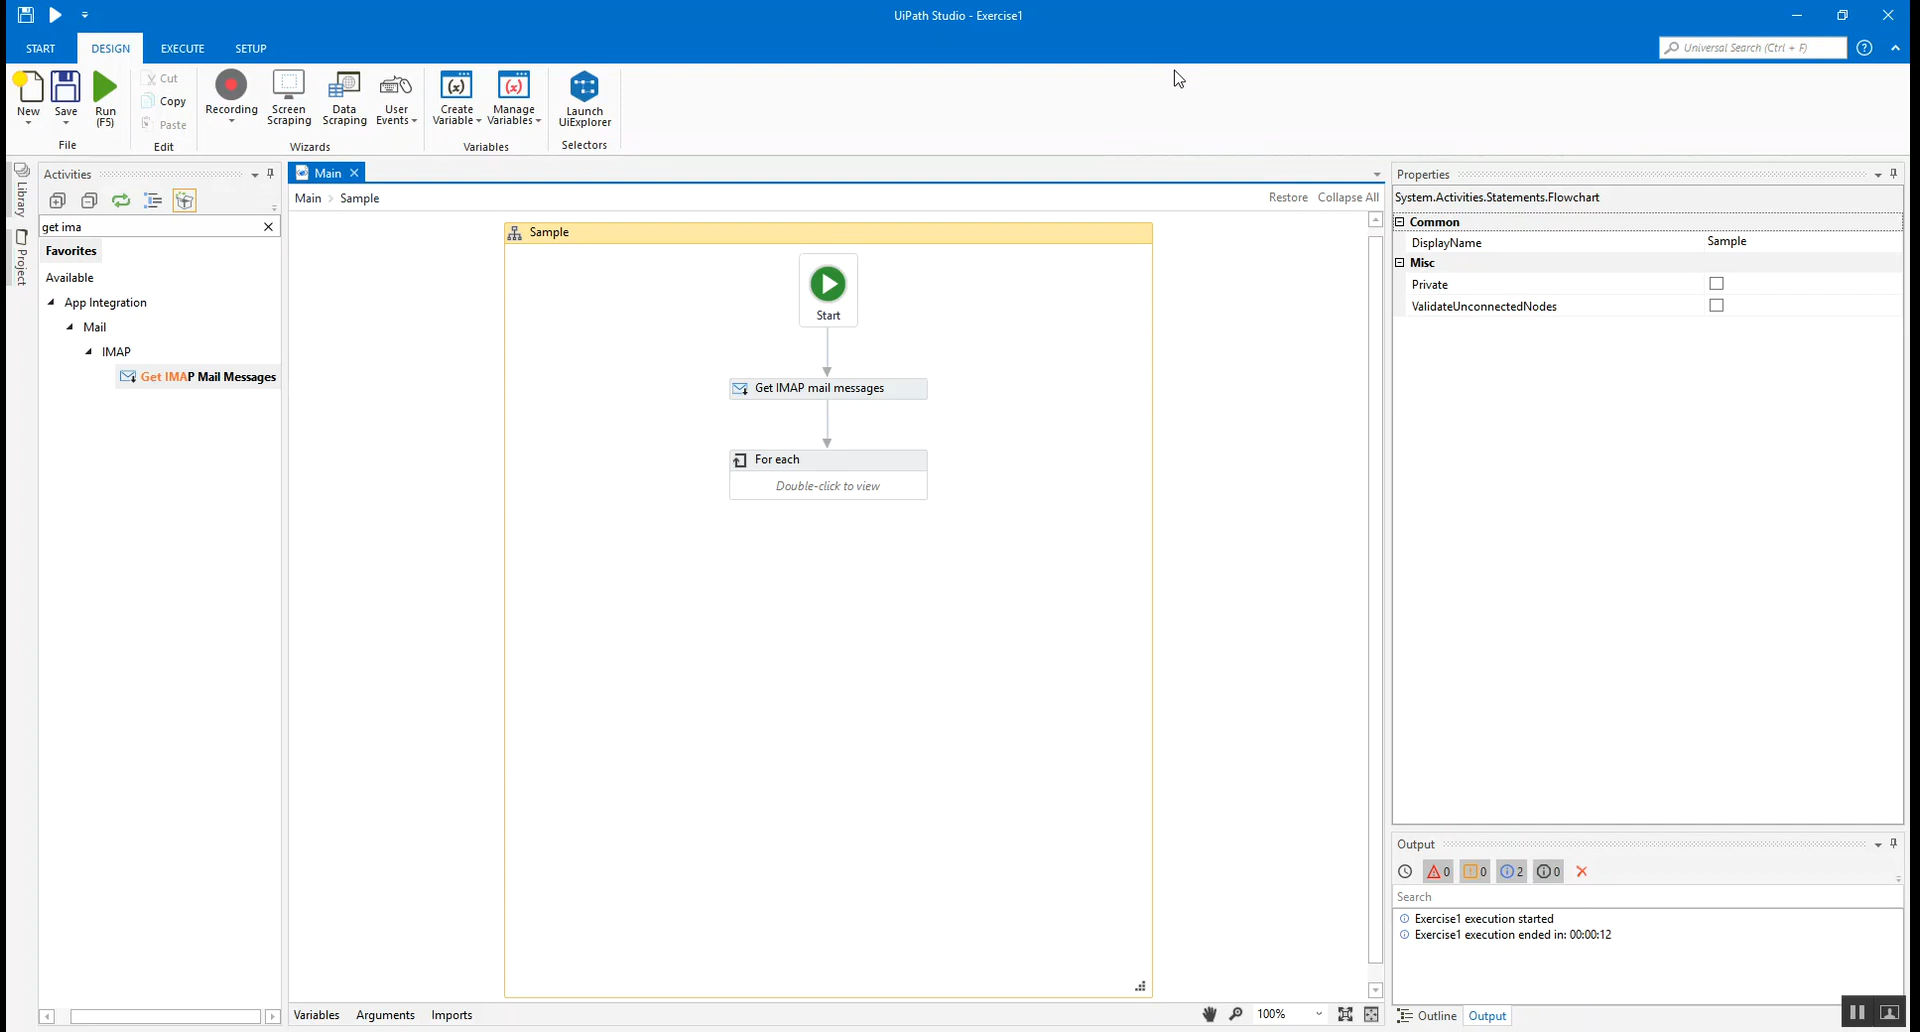 UiPath Studio - Exercise1
START DESIGN EXECUTE SETUP
Universal Search (Ctrl + F)
New
Save
Run
(F5)
File
Cut
Copy
Paste
Edit
Recording
Screen
Scraping
Data
Scraping
User
Events
Wizards
Create
Variable
Manage
Variables
Variables
Launch
UiExplorer
Selectors
Library
Project
Activities
get ima
Favorites
Available
App Integration
Mail
IMAP
Get IMAP Mail Messages
Main
Main > Sample
Restore Collapse All
Sample
Start
Get IMAP mail messages
For each
Double-click to view
Variables Arguments Imports
100%
Properties
System.Activities.Statements.Flowchart
Common
DisplayName Sample
Misc
Private
ValidateUnconnectedNodes
Output
0 0 2 0
Search
Exercise1 execution started
Exercise1 execution ended in: 00:00:12
Outline Output